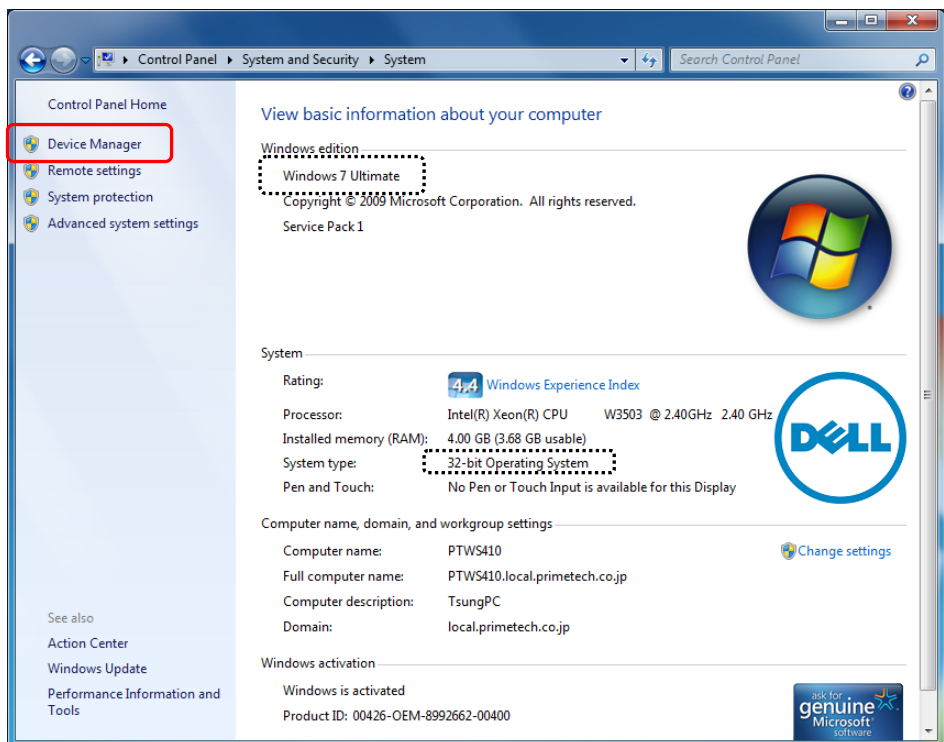 Control Panel ▸ System and Security ▸ System
Search Control Panel
Control Panel Home
Device Manager
Remote settings
System protection
Advanced system settings
See also
Action Center
Windows Update
Performance Information and
Tools
View basic information about your computer
Windows edition
Windows 7 Ultimate
Copyright © 2009 Microsoft Corporation. All rights reserved.
Service Pack 1
System
Rating: 4,4 Windows Experience Index
Processor: Intel(R) Xeon(R) CPU W3503 @ 2.40GHz 2.40 GHz
Installed memory (RAM): 4.00 GB (3.68 GB usable)
System type: 32-bit Operating System
Pen and Touch: No Pen or Touch Input is available for this Display
DELL
Computer name, domain, and workgroup settings
Computer name: PTWS410
Change settings
Full computer name: PTWS410.local.primetech.co.jp
Computer description: TsungPC
Domain: local.primetech.co.jp
Windows activation
Windows is activated
Product ID: 00426-OEM-8992662-00400
ask for
genuine
Microsoft
software